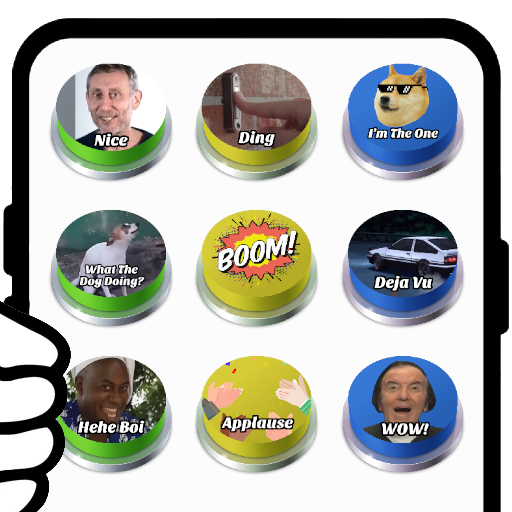 Nice
Ding
I'm The One
What The
Dog Doing?
BOOM!
Deja Vu
Hehe Boi
Applause
WOW!